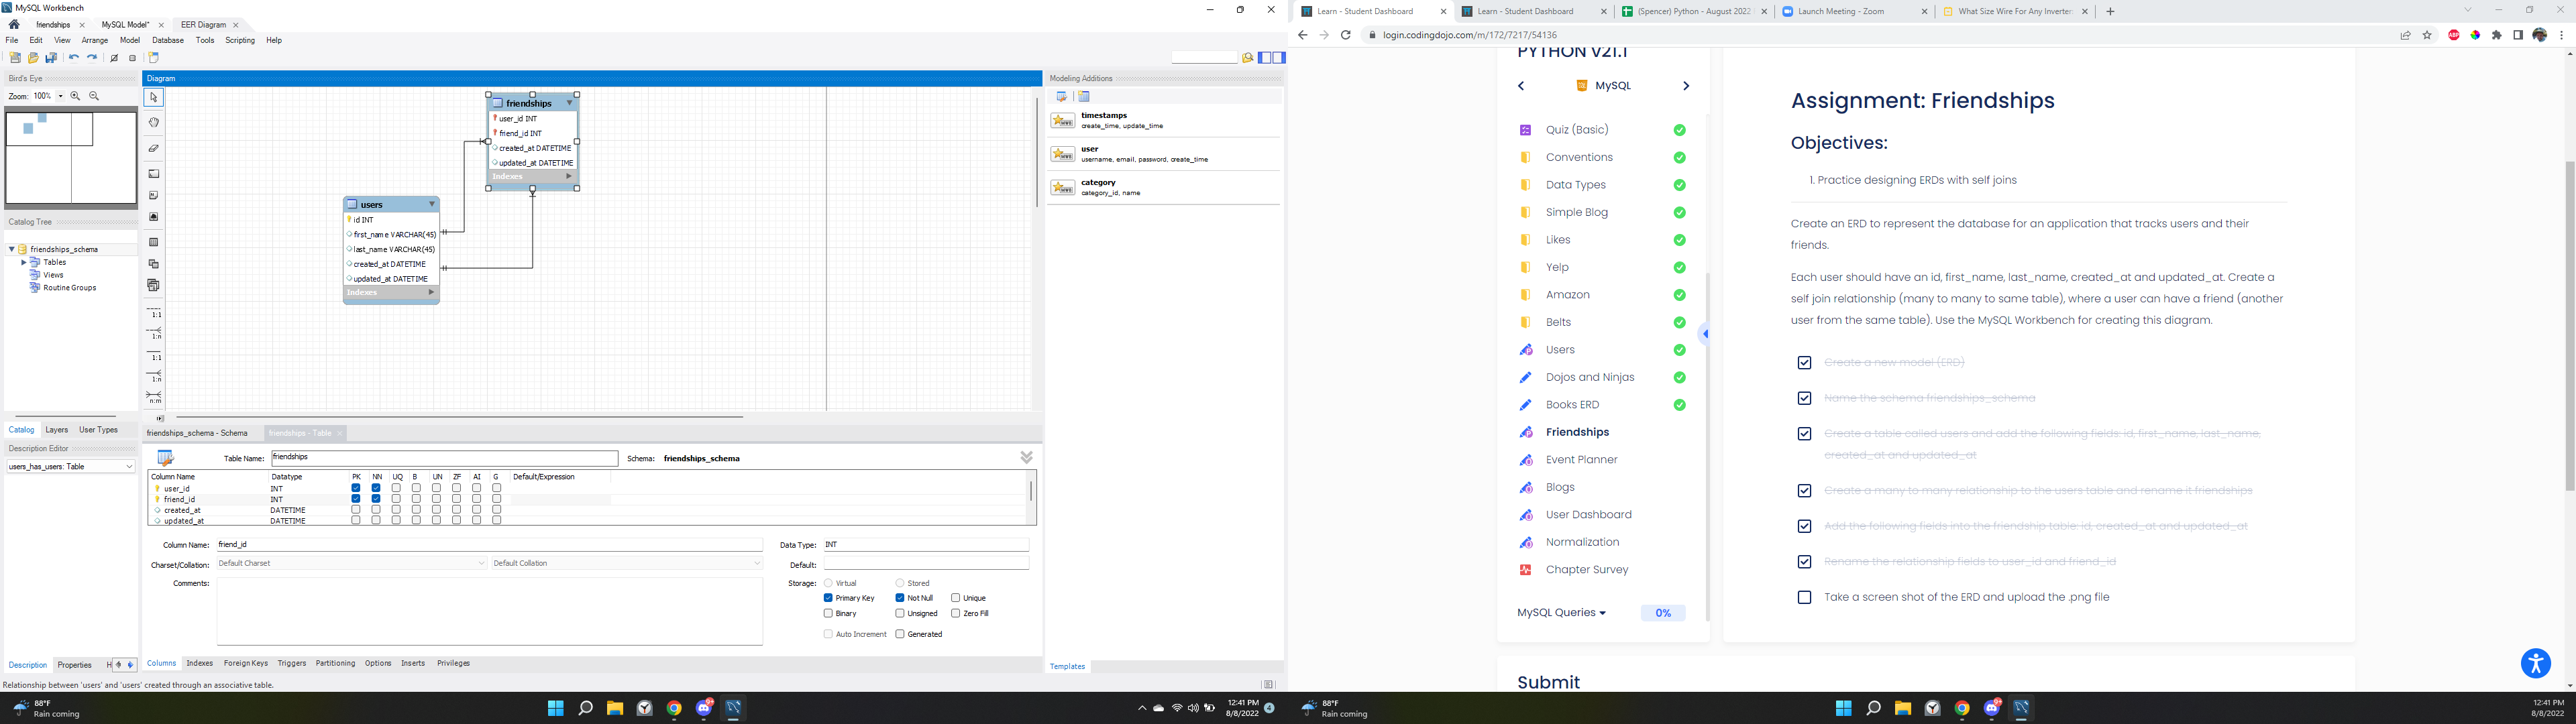 MySQL Workbench
friendships
MySQL Model*
EER Diagram
File Edit View Arrange Model Database Tools Scripting Help
Bird's Eye
Zoom: 100%
Catalog Tree
friendships_schema
Tables
Views
Routine Groups
Catalog Layers User Types
Description Editor
users_has_users: Table
Description Properties H
Diagram
1:1
1:n
1:1
1:n
n:m
friendships
user_id INT
friend_id INT
created_at DATETIME
updated_at DATETIME
Indexes
users
id INT
first_name VARCHAR(45)
last_name VARCHAR(45)
created_at DATETIME
updated_at DATETIME
Indexes
Modeling Additions
timestamps
create_time, update_time
user
username, email, password, create_time
category
category_id, name
Templates
friendships_schema - Schema
friendships - Table
Table Name: friendships Schema: friendships_schema
Column Name Datatype PK NN UQ B UN ZF AI G Default/Expression
user_id INT
friend_id INT
created_at DATETIME
updated_at DATETIME
Column Name: friend_id Data Type: INT
Charset/Collation: Default Charset Default Collation Default:
Comments: Storage: Virtual Stored
Primary Key Not Null Unique
Binary Unsigned Zero Fill
Auto Increment Generated
Columns Indexes Foreign Keys Triggers Partitioning Options Inserts Privileges
Relationship between 'users' and 'users' created through an associative table.
88°F
Rain coming
12:41 PM
8/8/2022
4
Learn - Student Dashboard
Learn - Student Dashboard
(Spencer) Python - August 2022
Launch Meeting - Zoom
What Size Wire For Any Inverter
login.codingdojo.com/m/172/7217/54136
PYTHON V21.1
MySQL
Quiz (Basic)
Conventions
Data Types
Simple Blog
Likes
Yelp
Amazon
Belts
Users
Dojos and Ninjas
Books ERD
Friendships
Event Planner
Blogs
User Dashboard
Normalization
Chapter Survey
MySQL Queries 0%
Assignment: Friendships
Objectives:
1. Practice designing ERDs with self joins
Create an ERD to represent the database for an application that tracks users and their
friends.
Each user should have an id, first_name, last_name, created_at and updated_at. Create a
self join relationship (many to many to same table), where a user can have a friend (another
user from the same table). Use the MySQL Workbench for creating this diagram.
Create a new model (ERD)
Name the schema friendships_schema
Create a table called users and add the following fields: id, first_name, last_name,
created_at and updated_at
Create a many to many relationship to the users table and rename it friendships
Add the following fields into the friendship table: id, created_at and updated_at
Rename the relationship fields to user_id and friend_id
Take a screen shot of the ERD and upload the .png file
Submit
88°F
Rain coming
12:41 PM
8/8/2022